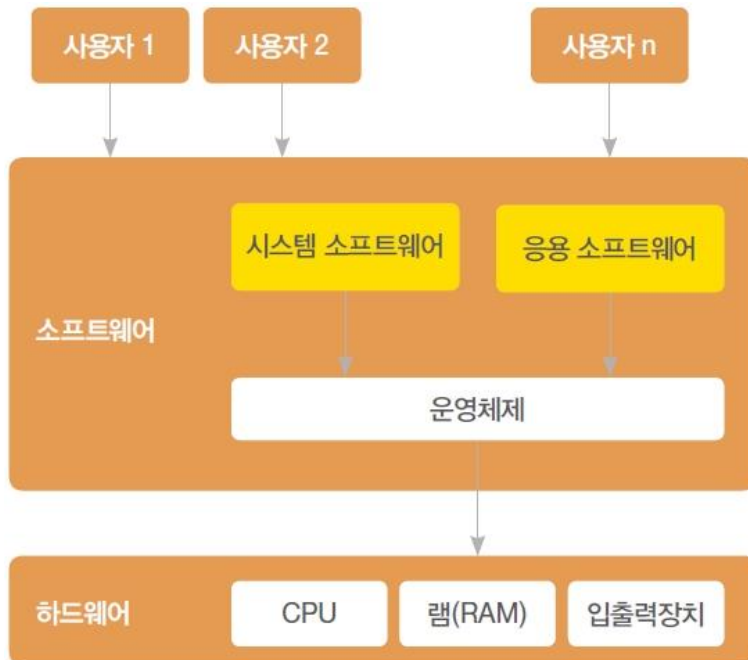 사용자 1
사용자 2
사용자 n
시스템 소프트웨어
응용 소프트웨어
소프트웨어
운영체제
하드웨어
CPU
램(RAM)
입출력장치